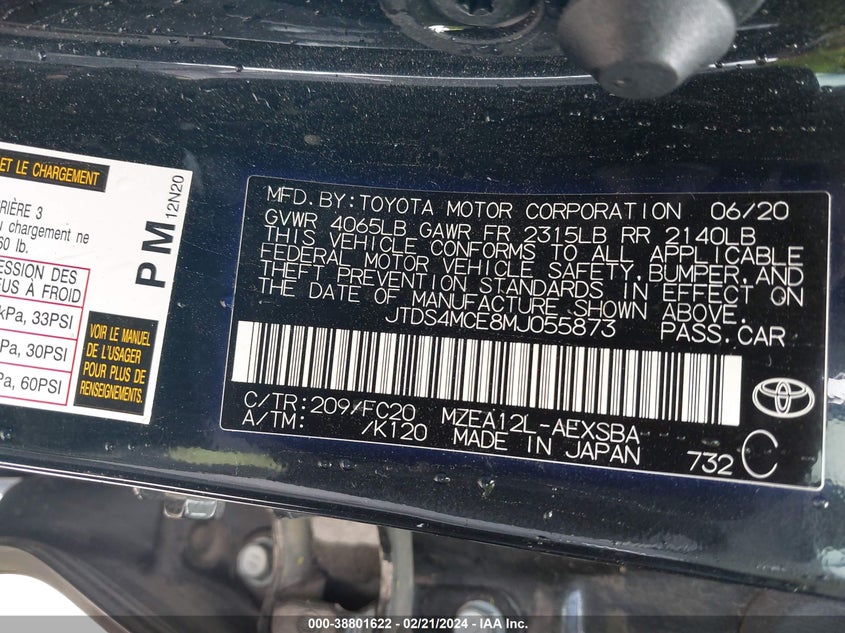 ET LE CHARGEMENT
RIÈRE 3
u chargement ne
60 lb.
ESSION DES
EUS À FROID
kPa, 33PSI
Pa, 30PSI
Pa, 60PSI
VOIR LE MANUEL
DE L'USAGER
POUR PLUS DE
RENSEIGNEMENTS.
PM
12N20
MFD. BY: TOYOTA MOTOR CORPORATION 06/20
GVWR 4065LB GAWR FR 2315LB RR 2140LB
THIS VEHICLE CONFORMS TO ALL APPLICABLE
FEDERAL MOTOR VEHICLE SAFETY, BUMPER, AND
THEFT PREVENTION STANDARDS IN EFFECT ON
THE DATE OF MANUFACTURE SHOWN ABOVE.
JTDS4MCE8MJ055873 PASS. CAR
C/TR: 209/FC20 MZEA12L-AEXSBA
A/TM: /K120 MADE IN JAPAN 732 C
000-38801622 - 02/21/2024 - IAA Inc.